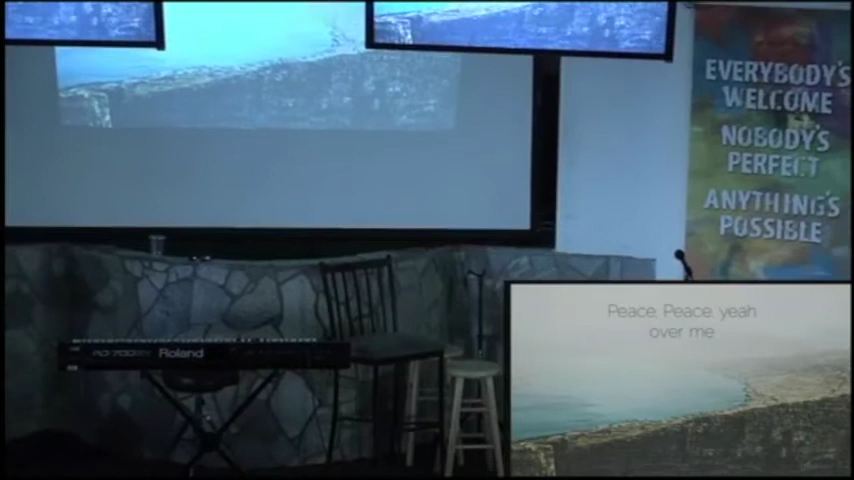 EVERYBODY'S
WELCOME
NOBODY'S
PERFECT
ANYTHING'S
POSSIBLE
Roland
Peace, Peace, yeah
over me